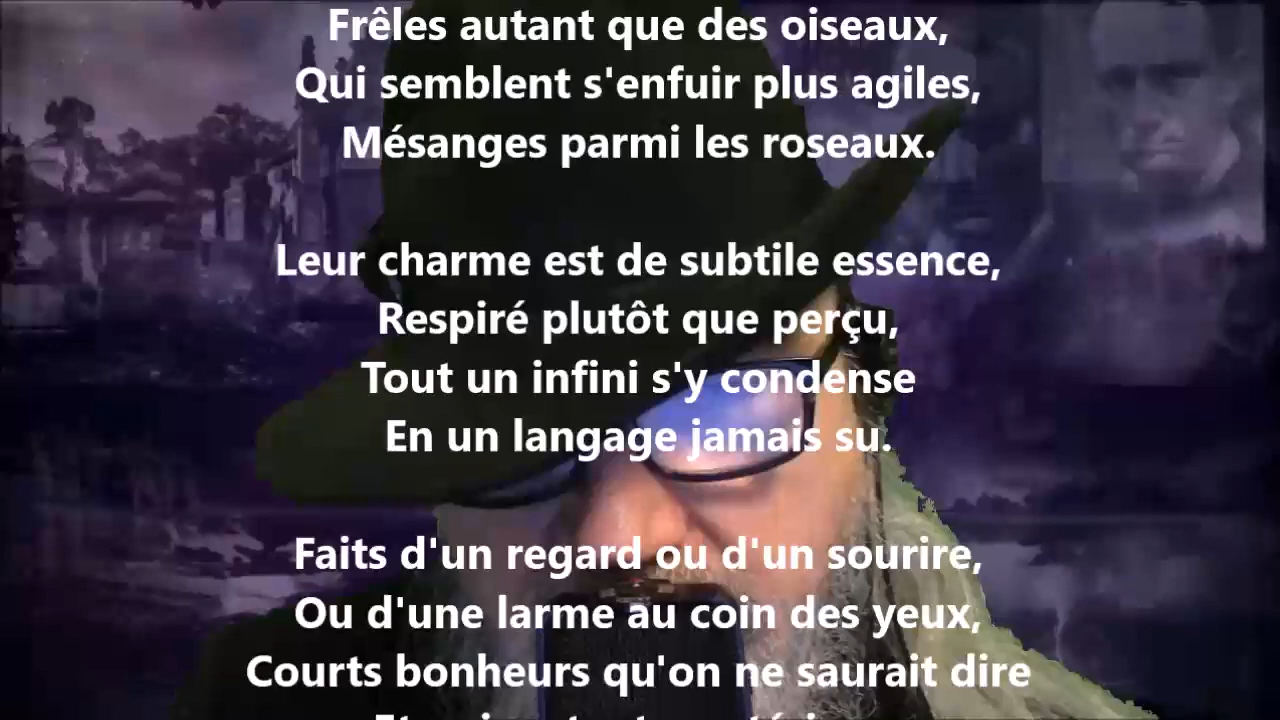 Frêles autant que des oiseaux,
Qui semblent s'enfuir plus agiles,
Mésanges parmi les roseaux.
Leur charme est de subtile essence,
Respiré plutôt que perçu,
Tout un infini s'y condense
En un langage jamais su.
Faits d'un regard ou d'un sourire,
Ou d'une larme au coin des yeux,
Courts bonheurs qu'on ne saurait dire